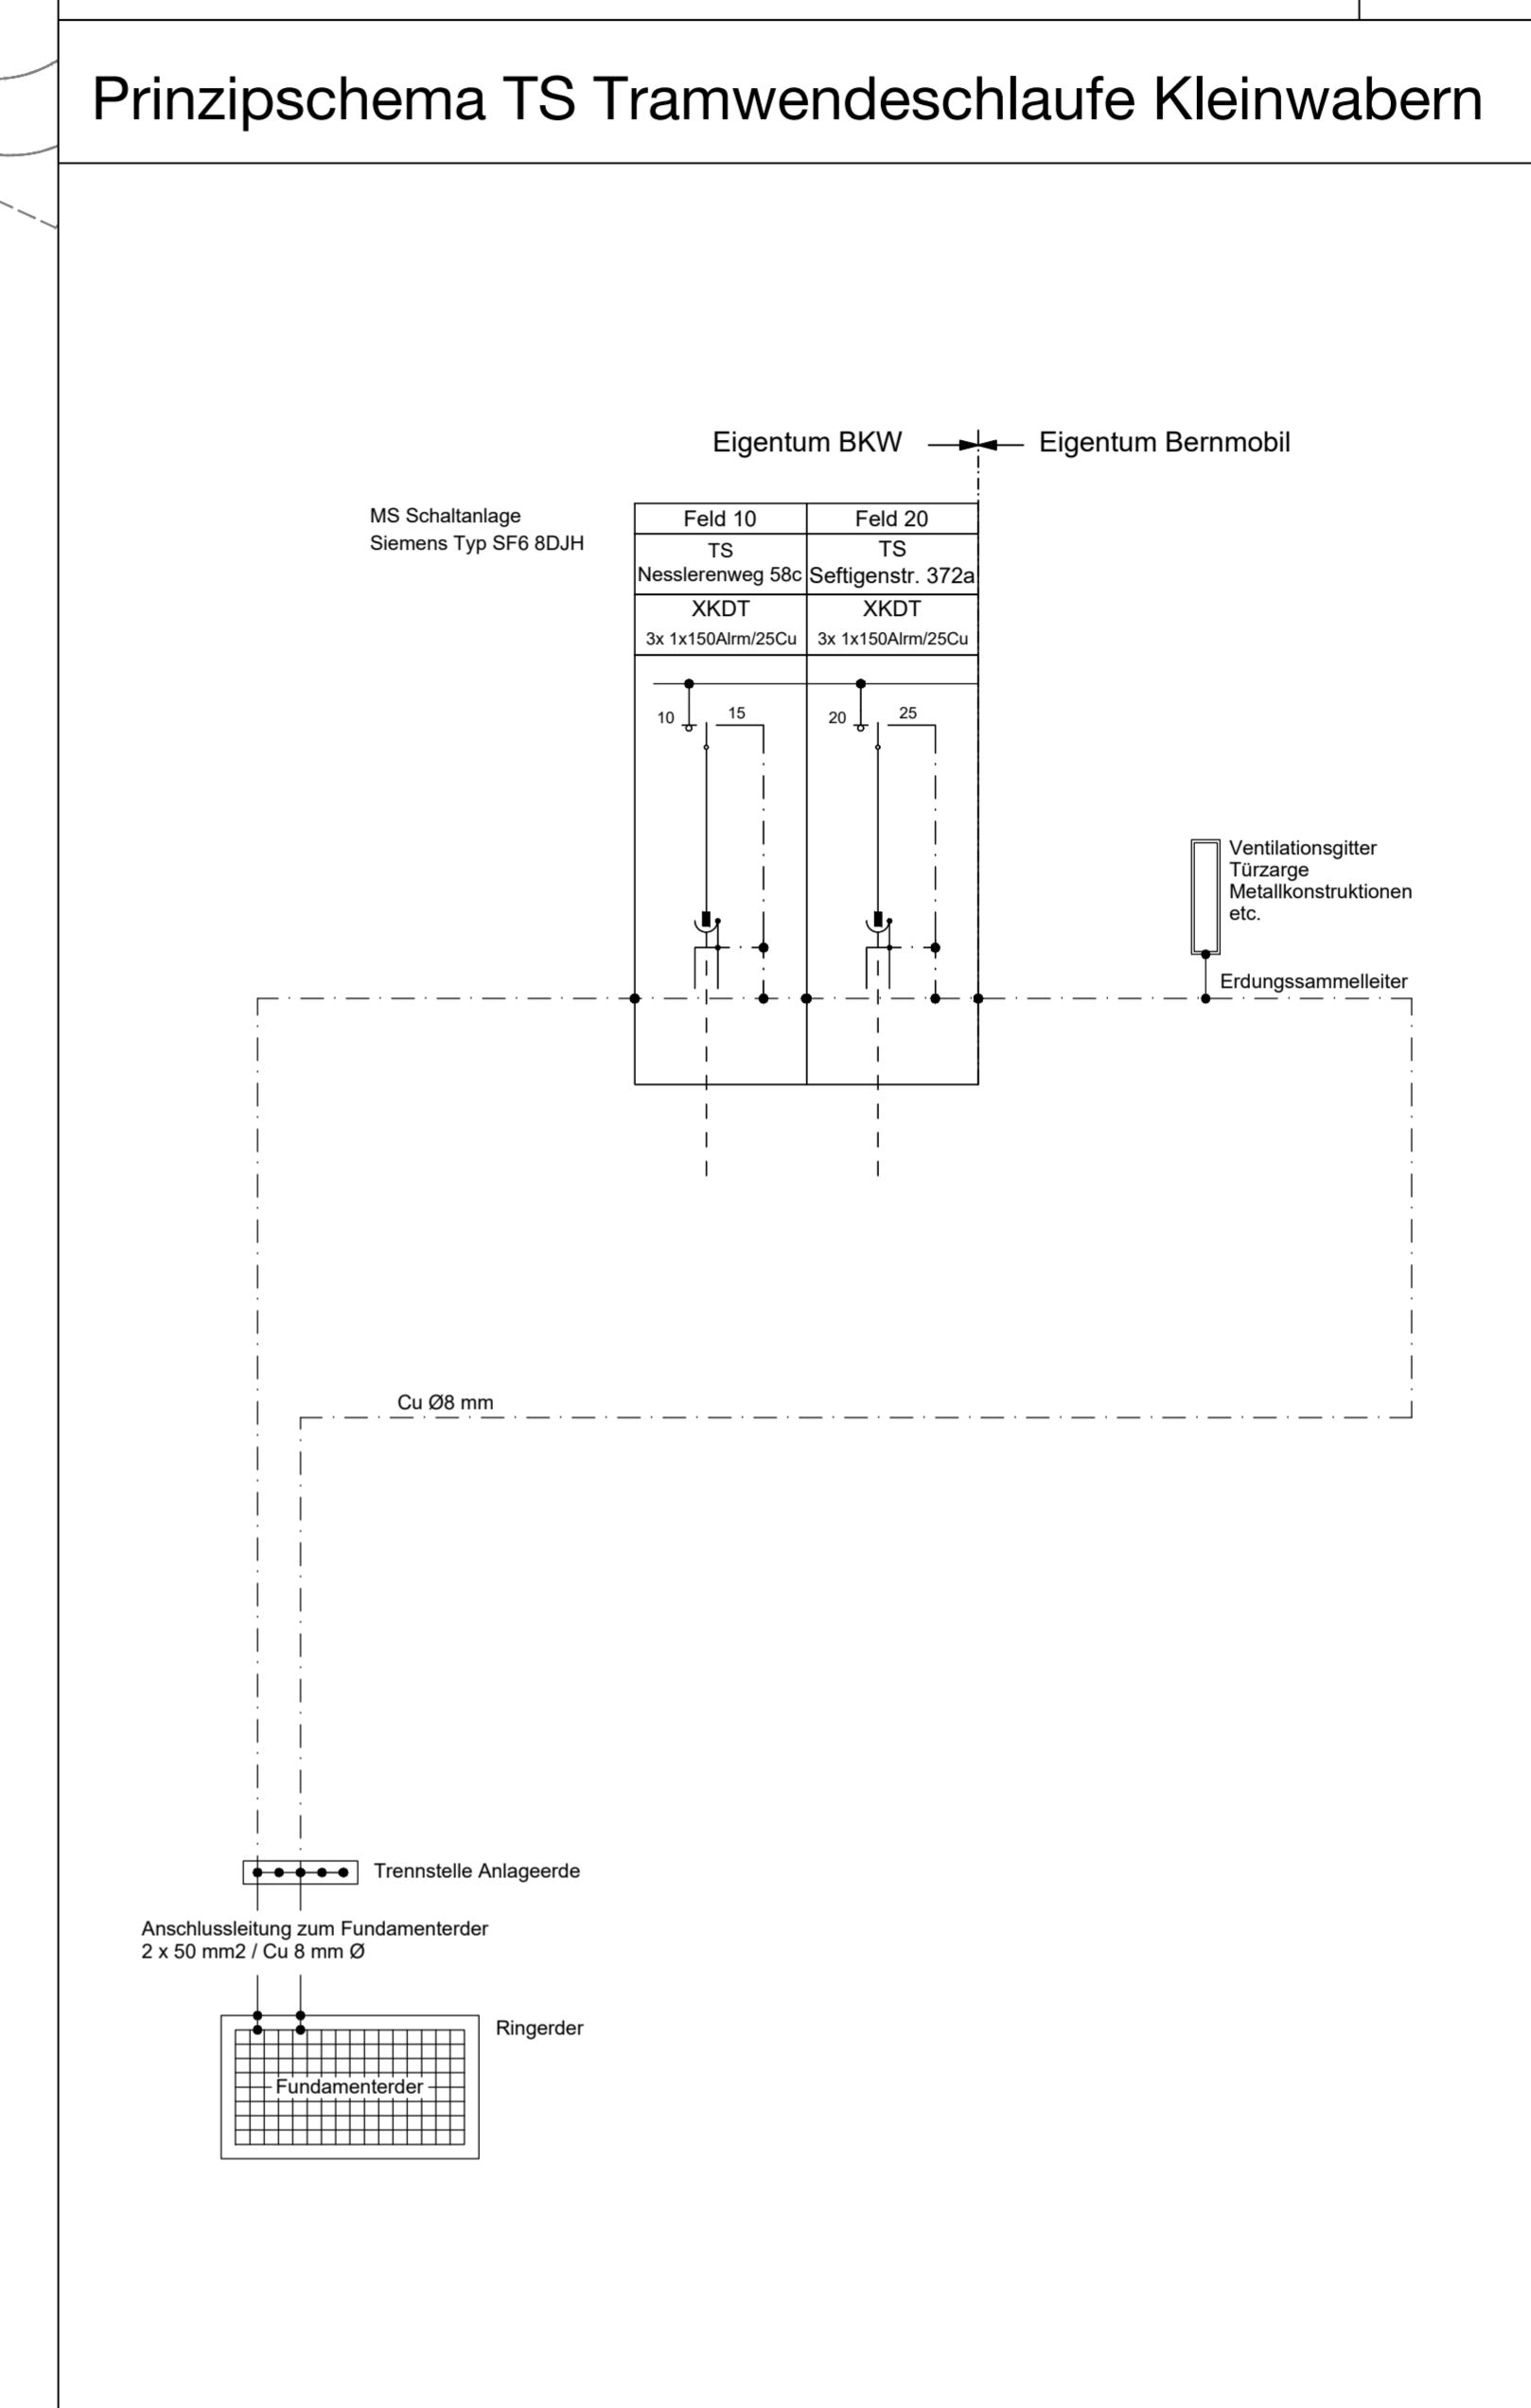 Prinzipschema TS Tramwendeschlaufe Kleinwabern
Eigentum BKW
Eigentum Bernmobil
MS Schaltanlage
Siemens Typ SF6 8DJH
Feld 10
Feld 20
TS
Nesslerenweg 58c
TS
Seftigenstr. 372a
XKDT
3x 1x150Alrm/25Cu
XKDT
3x 1x150Alrm/25Cu
10
15
20
25
Ventilationsgitter
Türzarge
Metallkonstruktionen
etc.
Erdungssammelleiter
Cu Ø8 mm
Trennstelle Anlageerde
Anschlussleitung zum Fundamenterder
2 x 50 mm2 / Cu 8 mm Ø
Ringerder
Fundamenterder